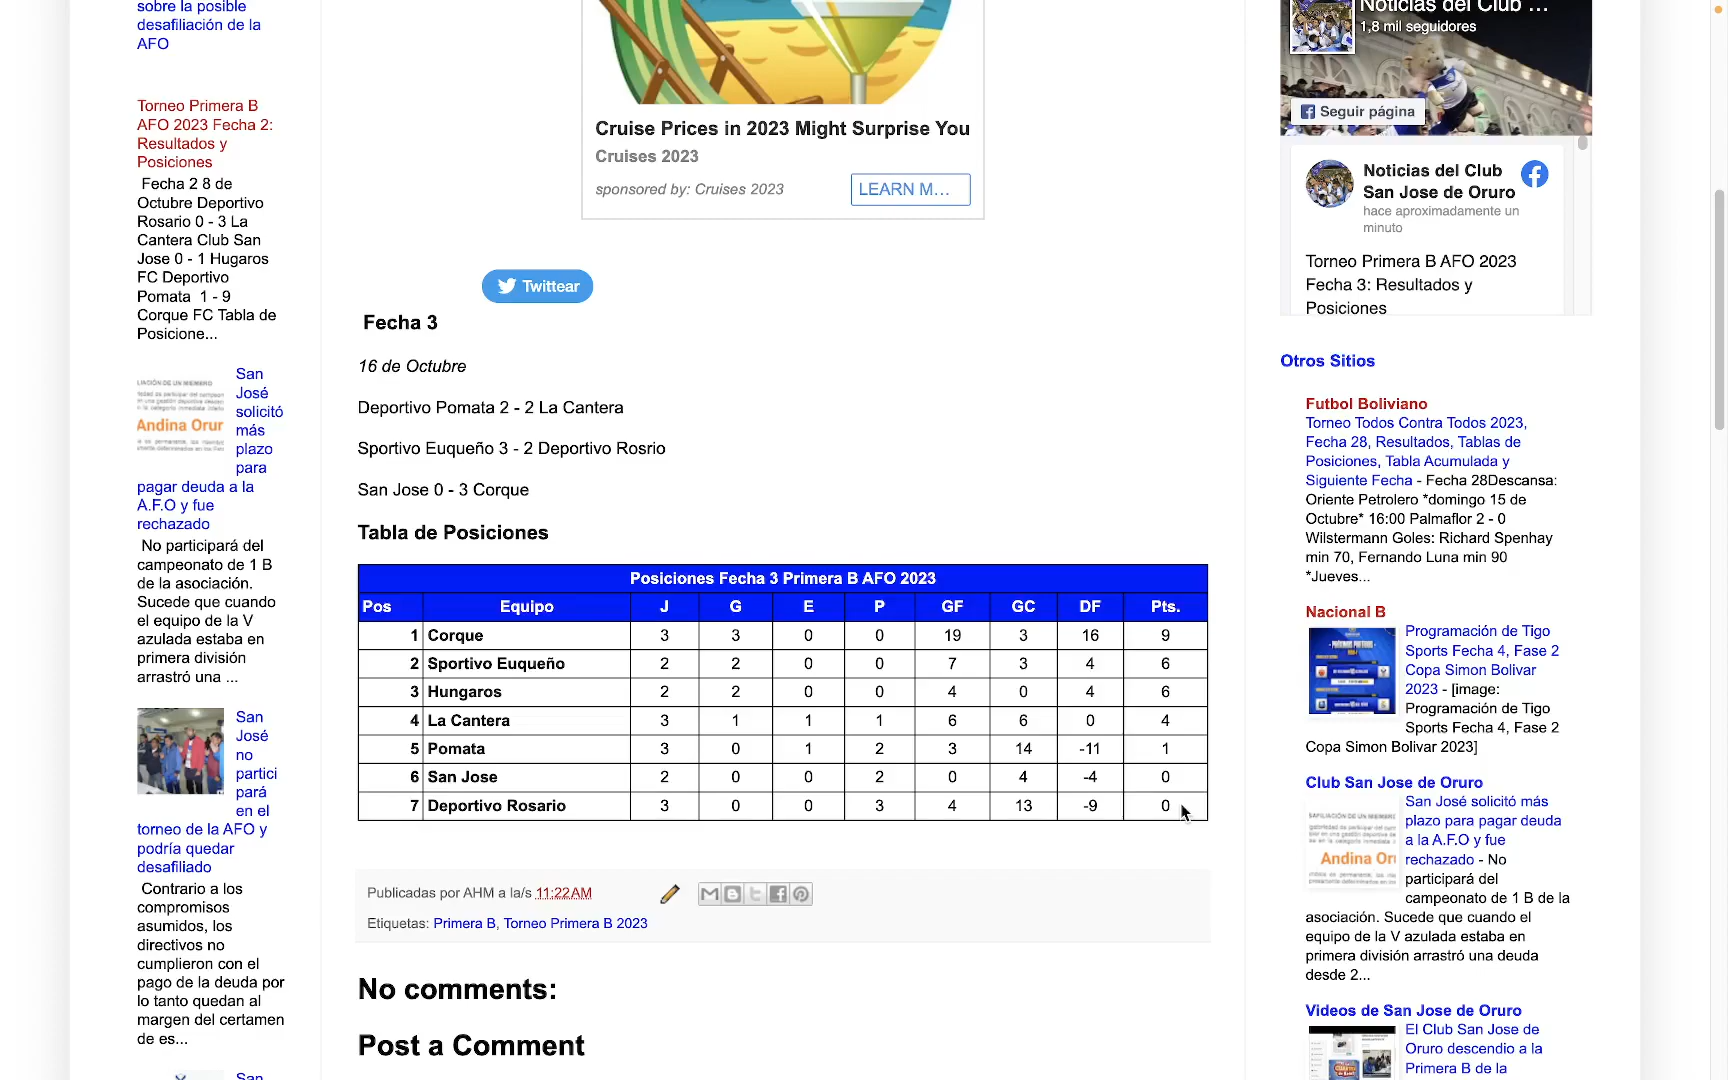 sobre la posible
desafiliación de la
AFO
Torneo Primera B
AFO 2023 Fecha 2:
Resultados y
Posiciones
Fecha 2 8 de
Octubre Deportivo
Rosario 0 - 3 La
Cantera Club San
Jose 0 - 1 Hugaros
FC Deportivo
Pomata 1 - 9
Corque FC Tabla de
Posicione...
San
José
solicitó
más
plazo
para
pagar deuda a la
A.F.O y fue
rechazado
Andina Orur
No participará del
campeonato de 1 B
de la asociación.
Sucede que cuando
el equipo de la V
azulada estaba en
primera división
arrastró una ...
San
José
no
partici
pará
en el
torneo de la AFO y
podría quedar
desafiliado
Contrario a los
compromisos
asumidos, los
directivos no
cumplieron con el
pago de la deuda por
lo tanto quedan al
margen del certamen
de es...
San
Cruise Prices in 2023 Might Surprise You
Cruises 2023
sponsored by: Cruises 2023
LEARN M...
Twittear
Fecha 3
16 de Octubre
Deportivo Pomata 2 - 2 La Cantera
Sportivo Euqueño 3 - 2 Deportivo Rosrio
San Jose 0 - 3 Corque
Tabla de Posiciones
Posiciones Fecha 3 Primera B AFO 2023
Pos Equipo J G E P GF GC DF Pts.
1 Corque 3 3 0 0 19 3 16 9
2 Sportivo Euqueño 2 2 0 0 7 3 4 6
3 Hungaros 2 2 0 0 4 0 4 6
4 La Cantera 3 1 1 1 6 6 0 4
5 Pomata 3 0 1 2 3 14 -11 1
6 San Jose 2 0 0 2 0 4 -4 0
7 Deportivo Rosario 3 0 0 3 4 13 -9 0
Publicadas por AHM a la/s 11:22 AM
Etiquetas: Primera B, Torneo Primera B 2023
No comments:
Post a Comment
Noticias del Club ...
1,8 mil seguidores
Seguir página
Noticias del Club
San Jose de Oruro
hace aproximadamente un
minuto
Torneo Primera B AFO 2023
Fecha 3: Resultados y
Posiciones
Otros Sitios
Futbol Boliviano
Torneo Todos Contra Todos 2023,
Fecha 28, Resultados, Tablas de
Posiciones, Tabla Acumulada y
Siguiente Fecha - Fecha 28Descansa:
Oriente Petrolero *domingo 15 de
Octubre* 16:00 Palmaflor 2 - 0
Wilstermann Goles: Richard Spenhay
min 70, Fernando Luna min 90
*Jueves...
Nacional B
Programación de Tigo
Sports Fecha 4, Fase 2
Copa Simon Bolivar
2023 - [image:
Programación de Tigo
Sports Fecha 4, Fase 2
Copa Simon Bolivar 2023]
Club San Jose de Oruro
San José solicitó más
plazo para pagar deuda
a la A.F.O y fue
rechazado - No
participará del
campeonato de 1 B de la
Andina Or
asociación. Sucede que cuando el
equipo de la V azulada estaba en
primera división arrastró una deuda
desde 2...
Videos de San Jose de Oruro
El Club San Jose de
Oruro descendio a la
Primera B de la